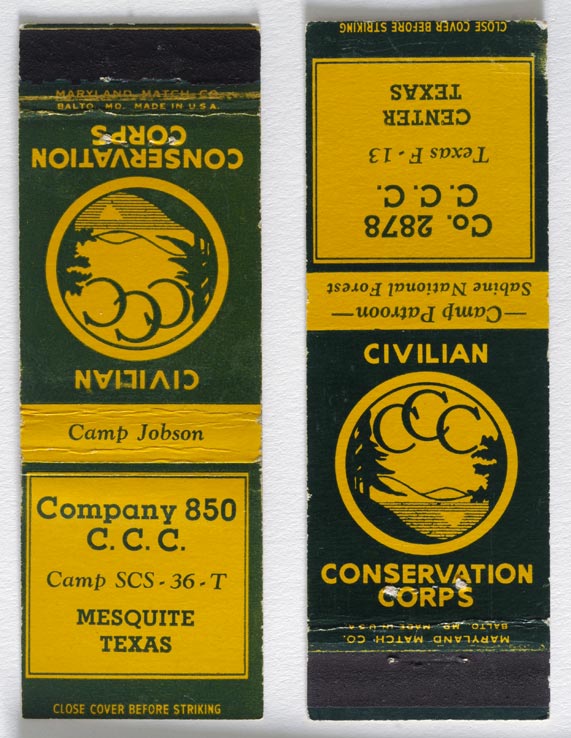 MARYLAND MATCH CO.
BALTO. MD. MADE IN U.S.A.
CONSERVATION
CORPS
CCC
CIVILIAN
Camp Jobson
Company 850
C. C. C.
Camp SCS - 36 - T
MESQUITE
TEXAS
CLOSE COVER BEFORE STRIKING
CLOSE COVER BEFORE STRIKING
Co. 2878
C. C. C.
Texas F - 13
CENTER
TEXAS
—Camp Patroon—
Sabine National Forest
CIVILIAN
CCC
CONSERVATION
CORPS
MARYLAND MATCH CO.
BALTO. MD. MADE IN U.S.A.